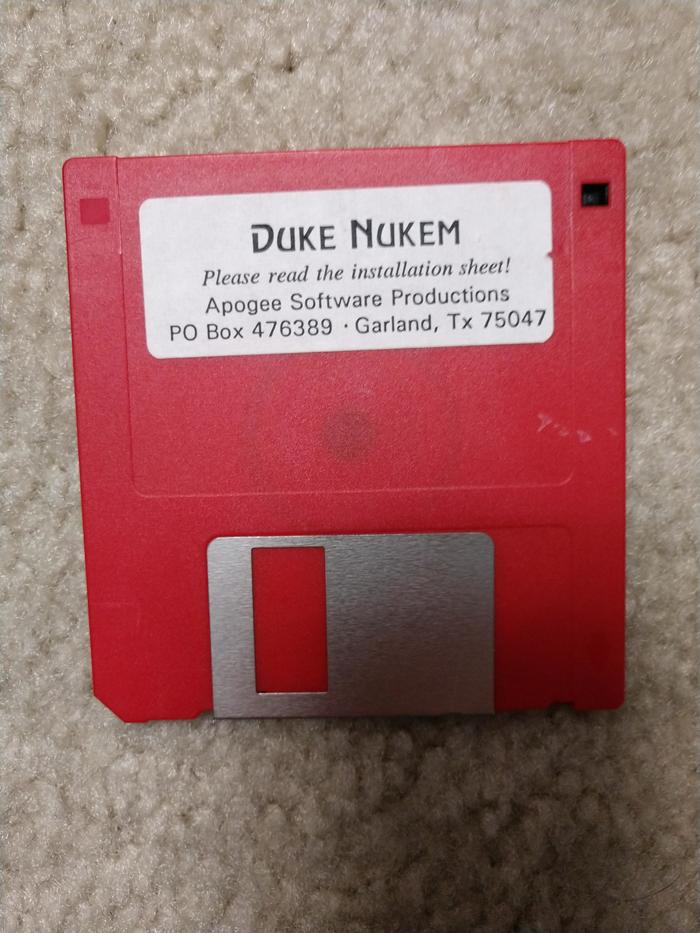 Duke Nukem
Please read the installation sheet!
Apogee Software Productions
PO Box 476389 · Garland, Tx 75047